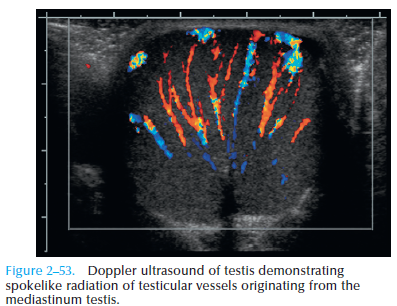 Figure 2–53. Doppler ultrasound of testis demonstrating
spokelike radiation of testicular vessels originating from the
mediastinum testis.